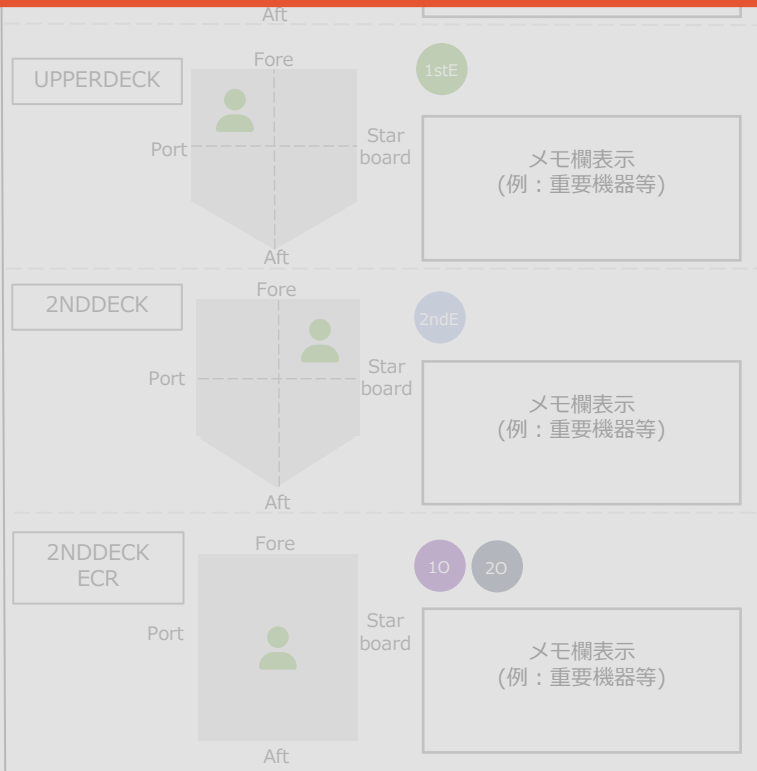 Aft
UPPERDECK
Fore
1stE
Port
Star
board
メモ欄表示
(例：重要機器等)
Aft
2NDDECK
Fore
2ndE
Port
Star
board
メモ欄表示
(例：重要機器等)
Aft
2NDDECK
ECR
Fore
1O
2O
Port
Star
board
メモ欄表示
(例：重要機器等)
Aft